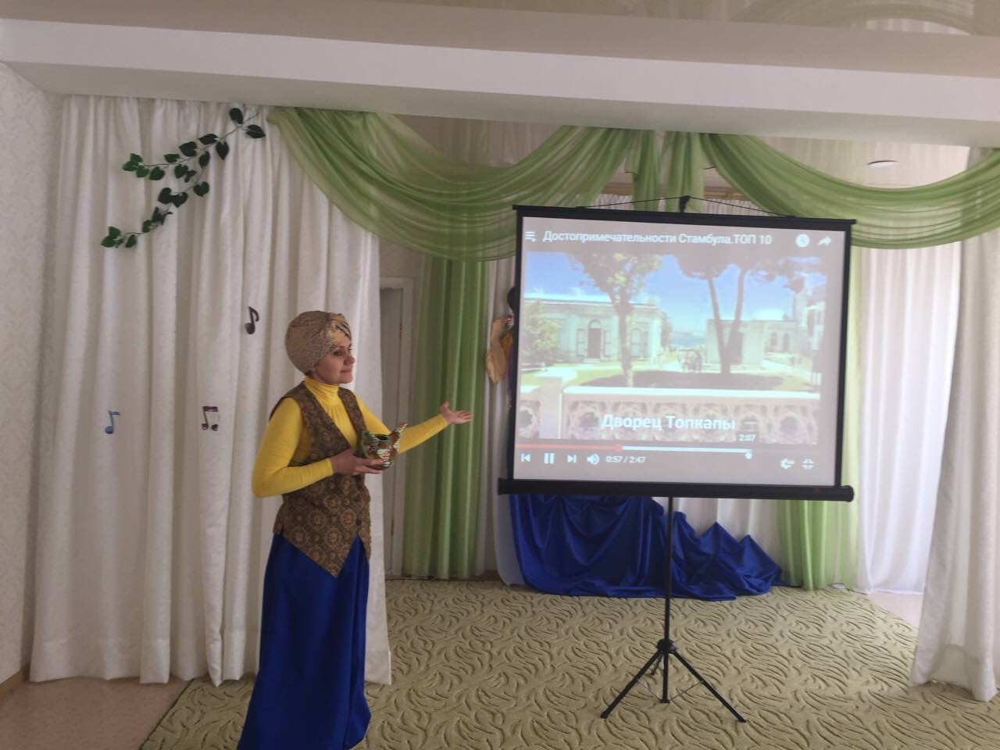 Достопримечательности Стамбула.ТОП 10
Дворец Топкапы
2:07
0:57 / 2:47